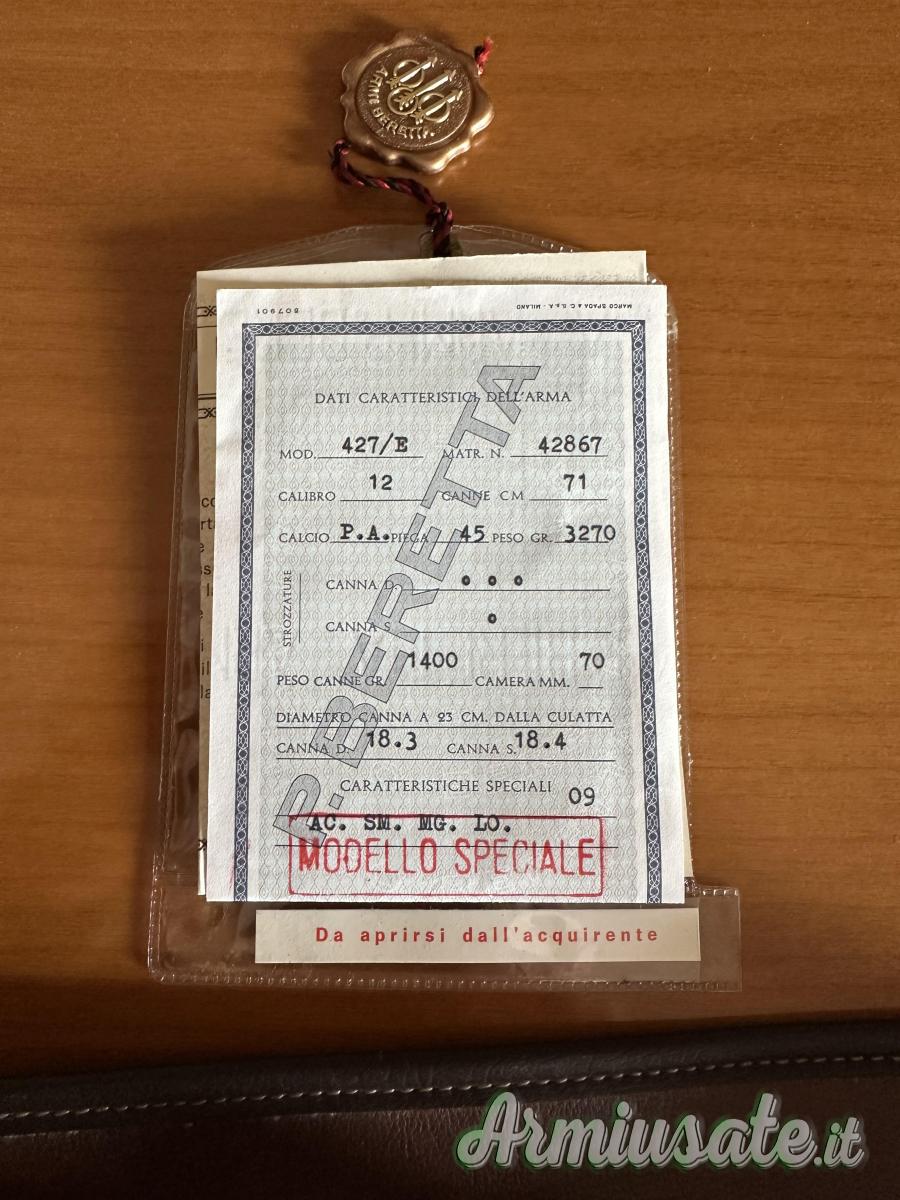 ARMI BERETTA
807901 MARCO SPADA & C. S.p.A. - MILANO
P. BERETTA
DATI CARATTERISTICI DELL'ARMA
MOD. 427/E MATR. N. 42867
CALIBRO 12 CANNE CM 71
CALCIO P.A. PIEGA 45 PESO GR. 3270
STROZZATURE
CANNA D. o o o
CANNA S. o
PESO CANNE GR. 1400 CAMERA MM. 70
DIAMETRO CANNA A 23 CM. DALLA CULATTA
CANNA D. 18.3 CANNA S. 18.4
CARATTERISTICHE SPECIALI 09
AC. SM. MG. LO.
MODELLO SPECIALE
Da aprirsi dall'acquirente
Armiusate.it